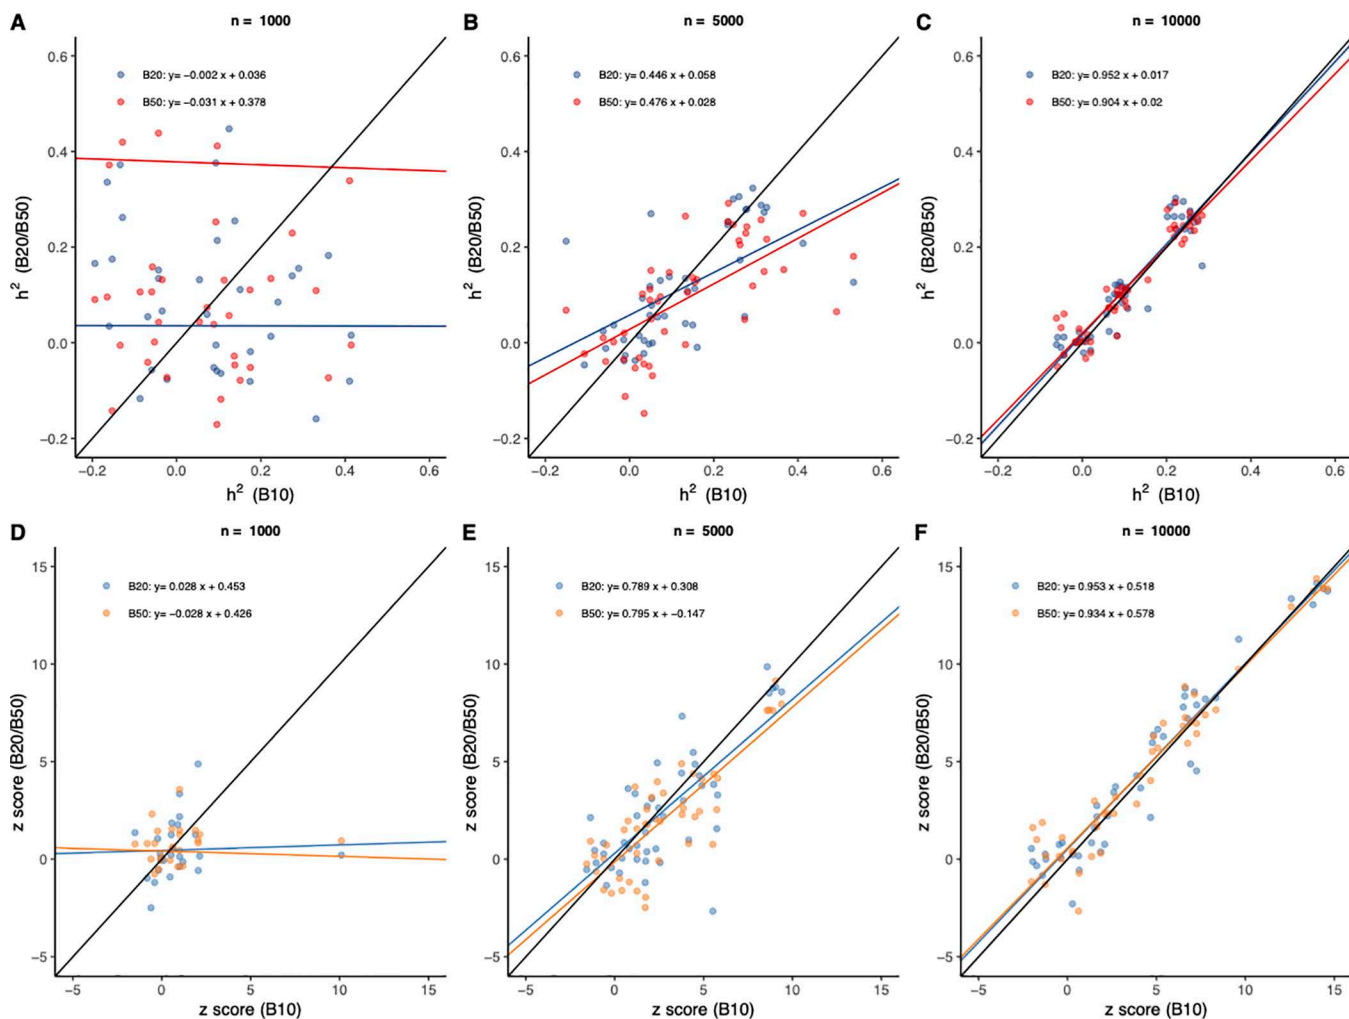 A n = 1000
B n = 5000
C n = 10000
0.6
0.4
0.2
0.0
−0.2
B20: y= −0.002 x + 0.036
B50: y= −0.031 x + 0.378
h² (B20/B50)
−0.2 0.0 0.2 0.4 0.6
h² (B10)
0.6
0.4
0.2
0.0
−0.2
B20: y= 0.446 x + 0.058
B50: y= 0.476 x + 0.028
h² (B20/B50)
−0.2 0.0 0.2 0.4 0.6
h² (B10)
0.6
0.4
0.2
0.0
−0.2
B20: y= 0.952 x + 0.017
B50: y= 0.904 x + 0.02
h² (B20/B50)
−0.2 0.0 0.2 0.4 0.6
h² (B10)
D n = 1000
E n = 5000
F n = 10000
15
10
5
0
−5
B20: y= 0.028 x + 0.453
B50: y= −0.028 x + 0.426
z score (B20/B50)
−5 0 5 10 15
z score (B10)
15
10
5
0
−5
B20: y= 0.789 x + 0.308
B50: y= 0.795 x + −0.147
z score (B20/B50)
−5 0 5 10 15
z score (B10)
15
10
5
0
−5
B20: y= 0.953 x + 0.518
B50: y= 0.934 x + 0.578
z score (B20/B50)
−5 0 5 10 15
z score (B10)